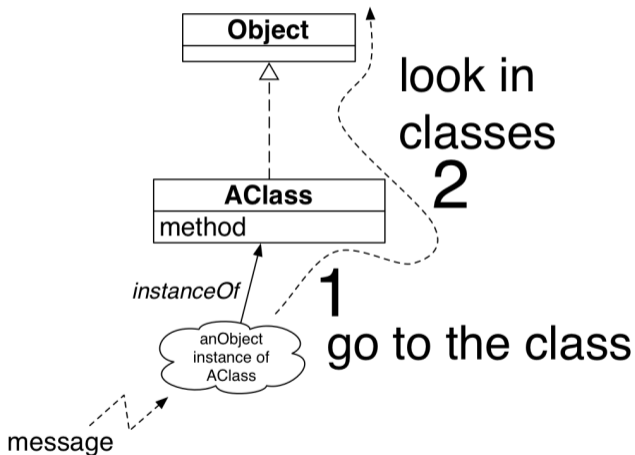 Object
look in
classes
2
AClass
method
instanceOf
1
go to the class
anObject
instance of
AClass
message